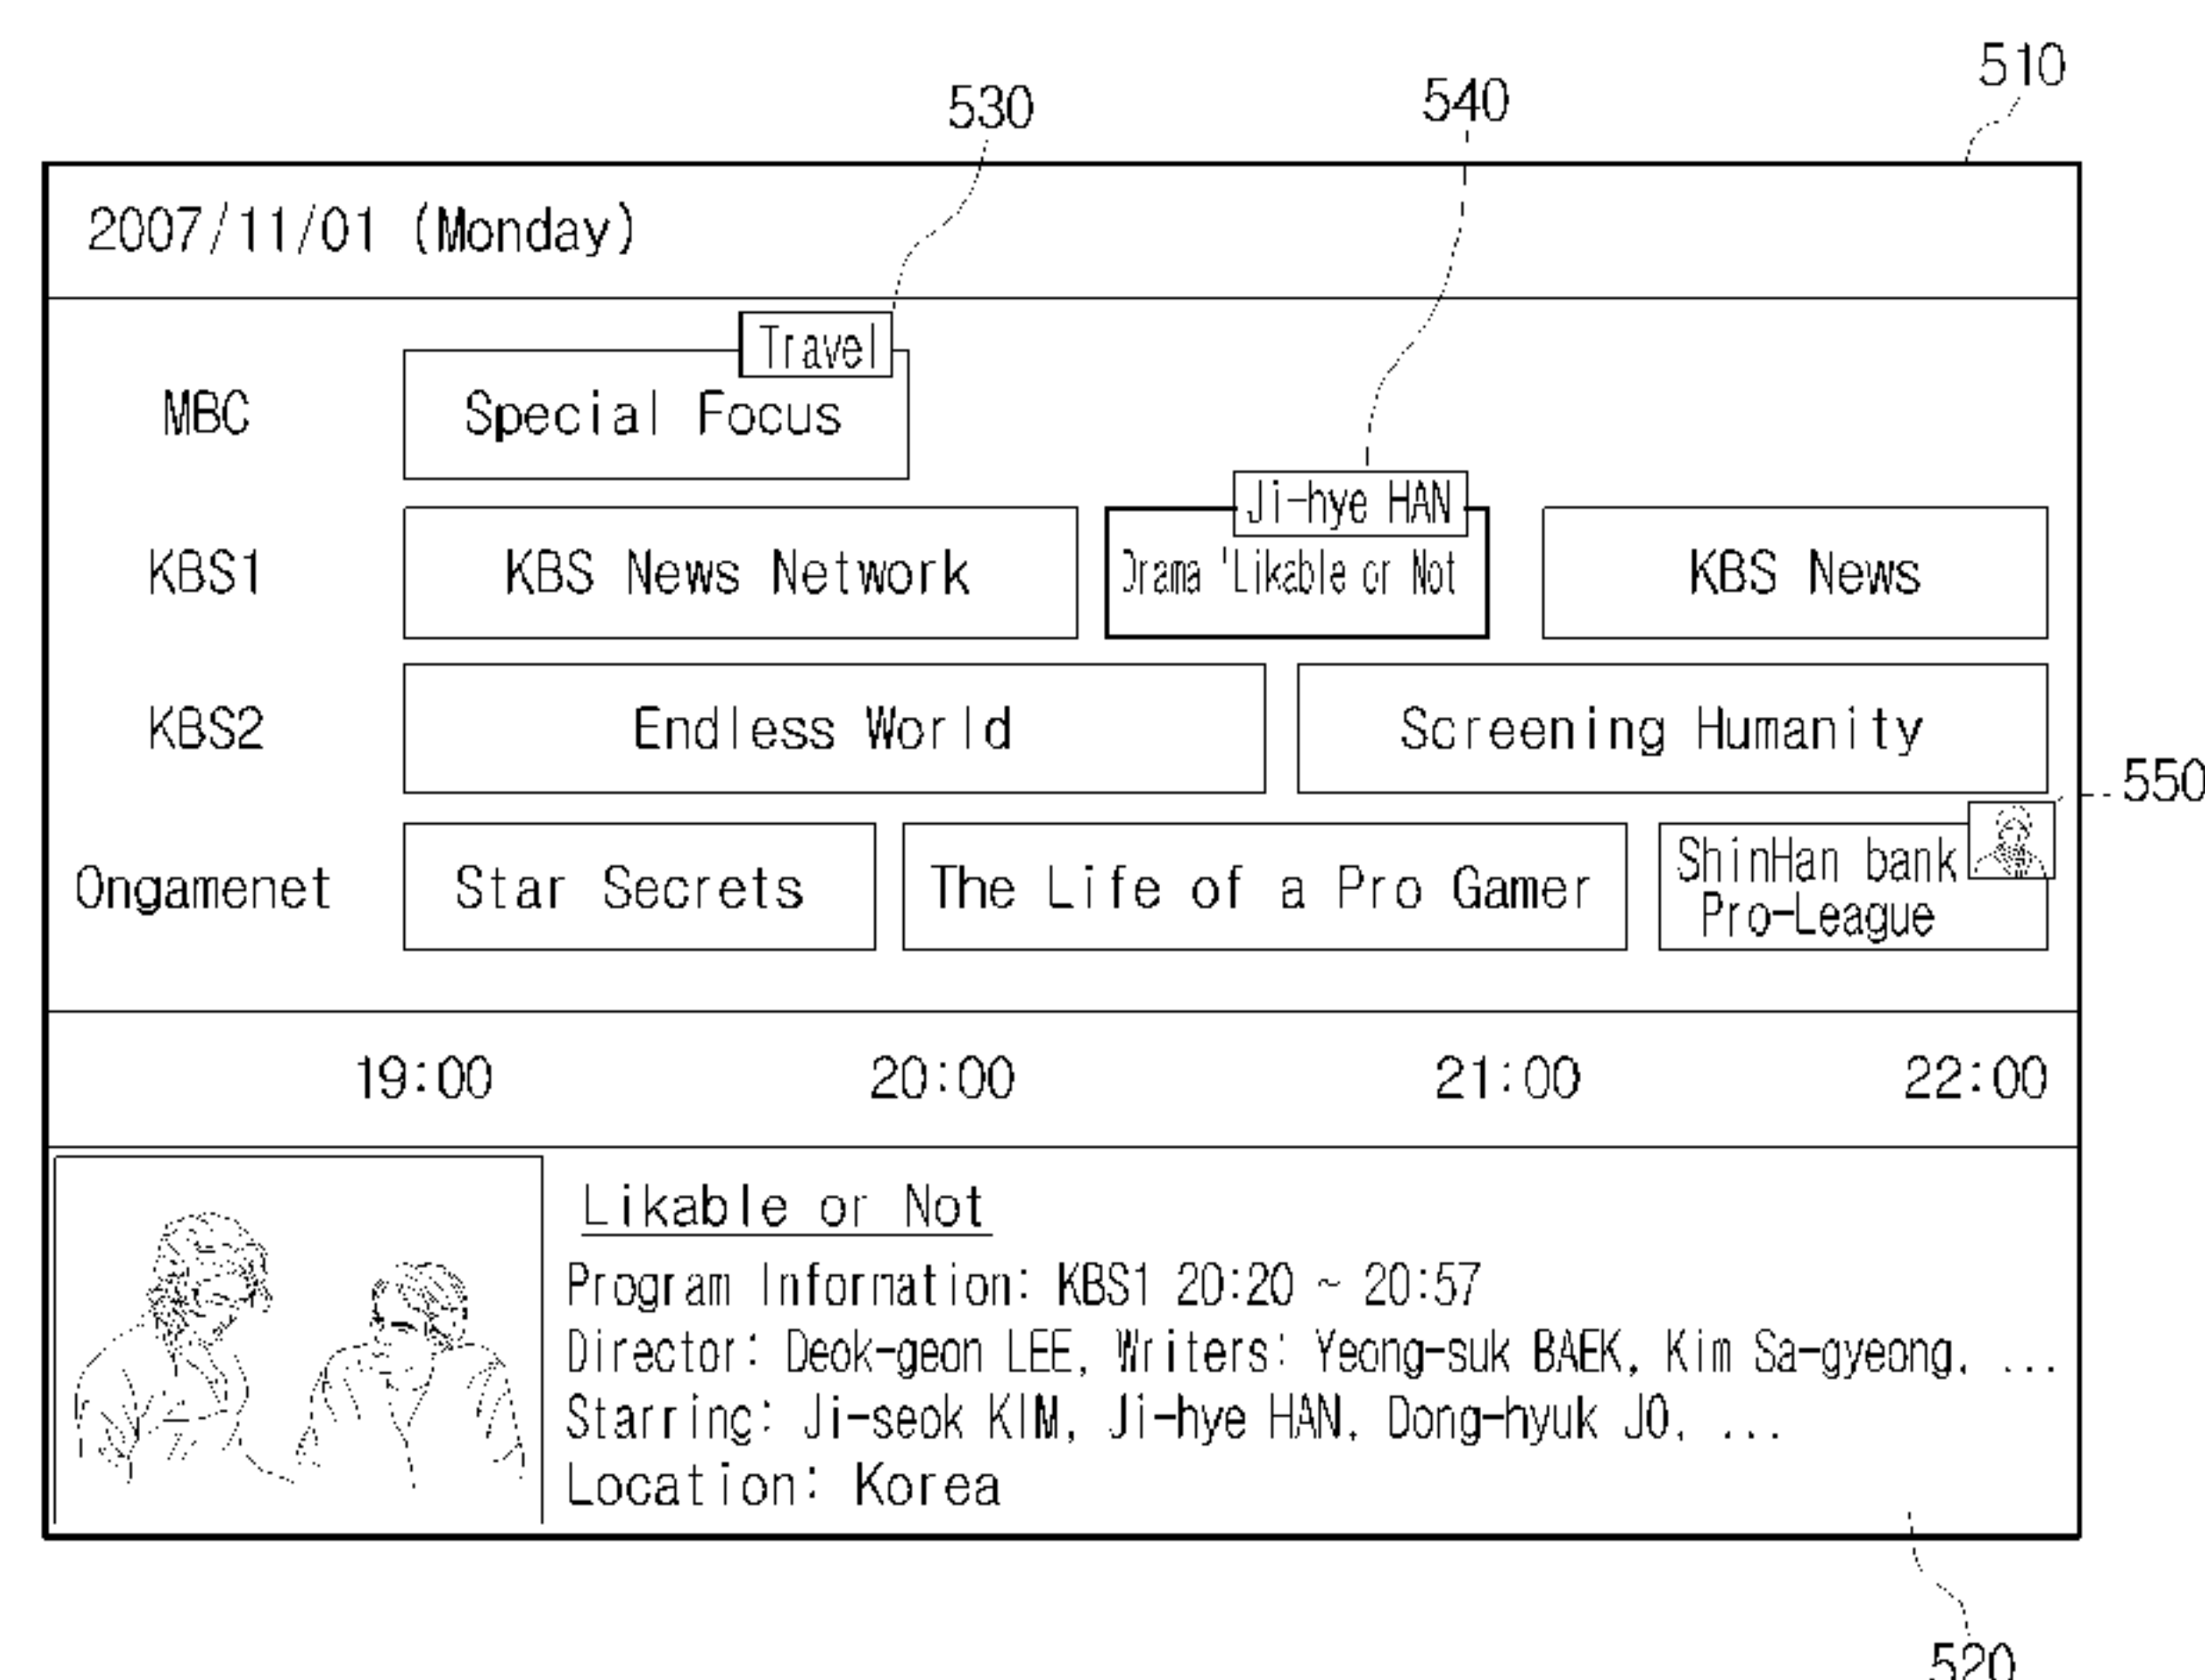 510
530
540
2007/11/01 (Monday)
Travel
MBC
Special Focus
Ji-hye HAN
KBS1
KBS News Network
Drama 'Likable or Not
KBS News
KBS2
Endless World
Screening Humanity
550
Ongamenet
Star Secrets
The Life of a Pro Gamer
ShinHan bank
Pro-League
19:00 20:00 21:00 22:00
Likable or Not
Program Information: KBS1 20:20 ~ 20:57
Director: Deok-geon LEE, Writers: Yeong-suk BAEK, Kim Sa-gyeong, ...
Starring: Ji-seok KIM, Ji-hye HAN, Dong-hyuk JO, ...
Location: Korea
520